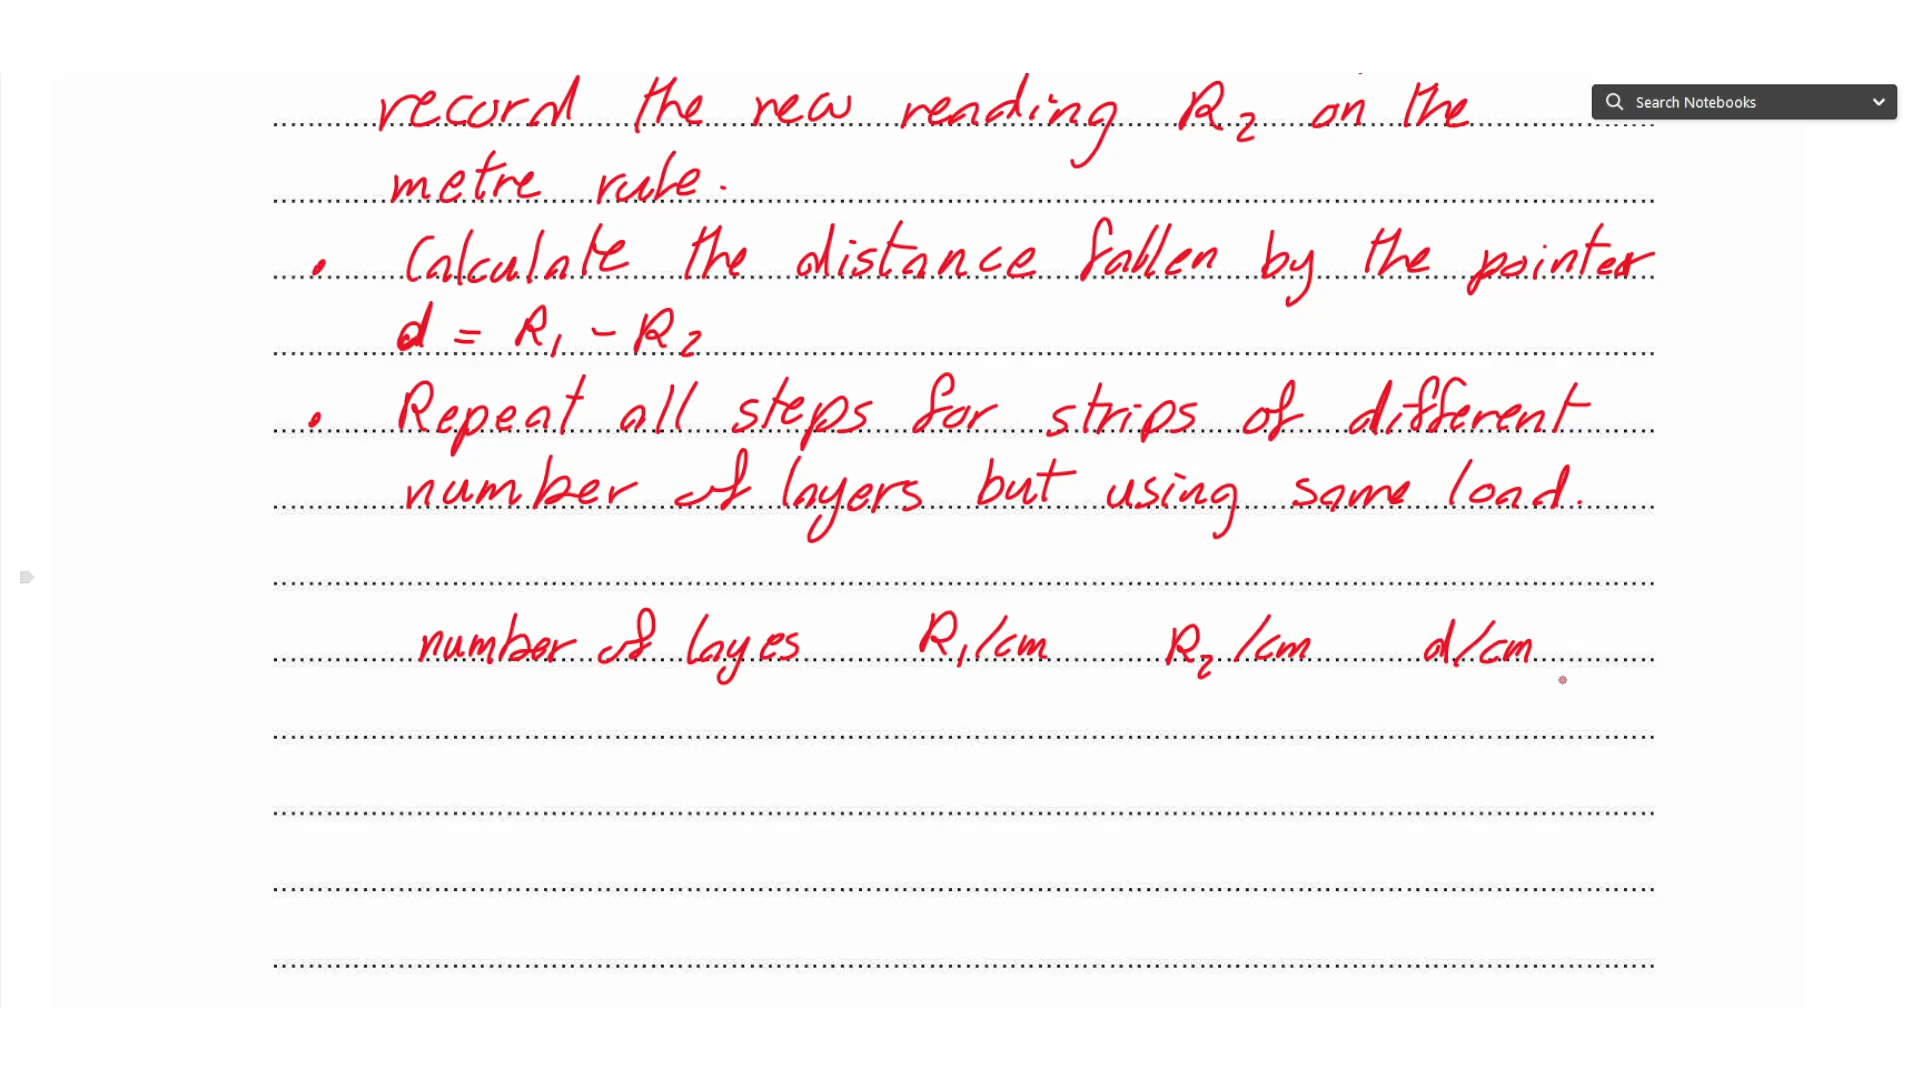 record the new reading R₂ on the
Search Notebooks
metre rule.
• Calculate the distance fallen by the pointer
d = R₁ - R₂
• Repeat all steps for strips of different
number of layers but using same load.
number of layes R₁/cm R₂/cm d/cm